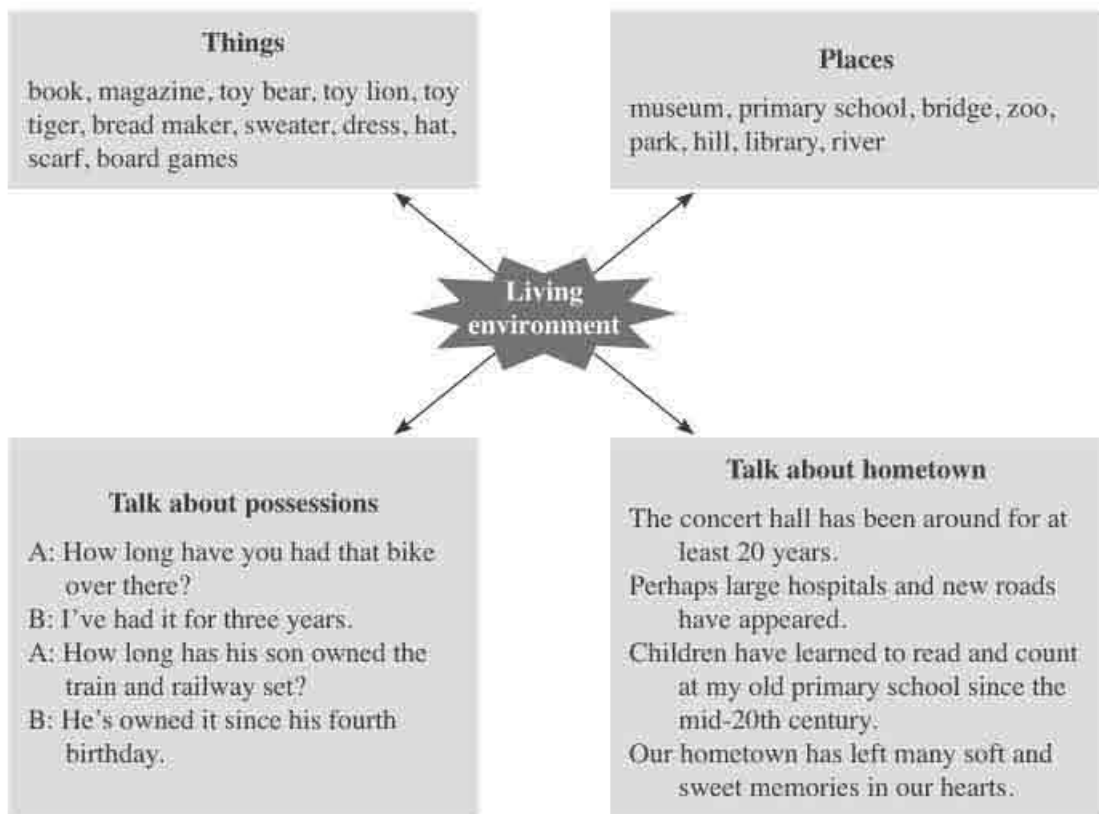 Things
book, magazine, toy bear, toy lion, toy
tiger, bread maker, sweater, dress, hat,
scarf, board games
Places
museum, primary school, bridge, zoo,
park, hill, library, river
Living
environment
Talk about possessions
A: How long have you had that bike
over there?
B: I've had it for three years.
A: How long has his son owned the
train and railway set?
B: He's owned it since his fourth
birthday.
Talk about hometown
The concert hall has been around for at
least 20 years.
Perhaps large hospitals and new roads
have appeared.
Children have learned to read and count
at my old primary school since the
mid-20th century.
Our hometown has left many soft and
sweet memories in our hearts.